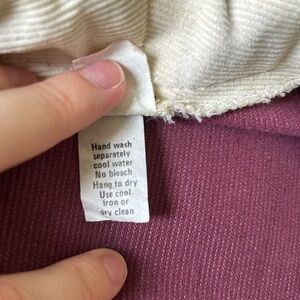 Hand wash
separately
cool water
No bleach
Hang to dry
Use cool
iron or
dry clean